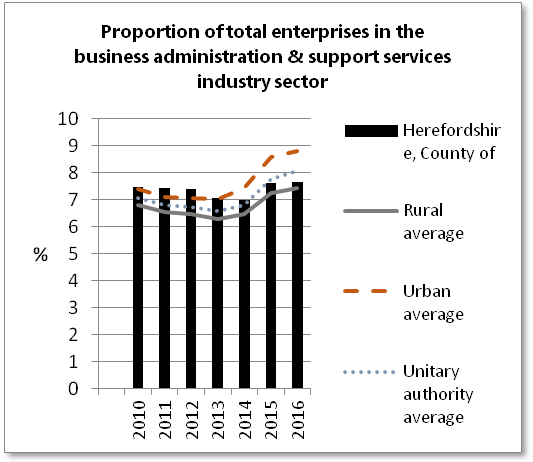 Proportion of total enterprises in the
business administration & support services
industry sector
10
9
8
7
6
5
4
3
2
1
0
%
2010
2011
2012
2013
2014
2015
2016
Herefordshir
e, County of
Rural
average
Urban
average
Unitary
authority
average